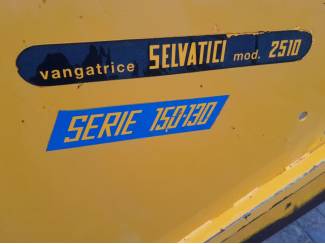 vangatrice SELVATICI mod. 2510
SERIE 150-130